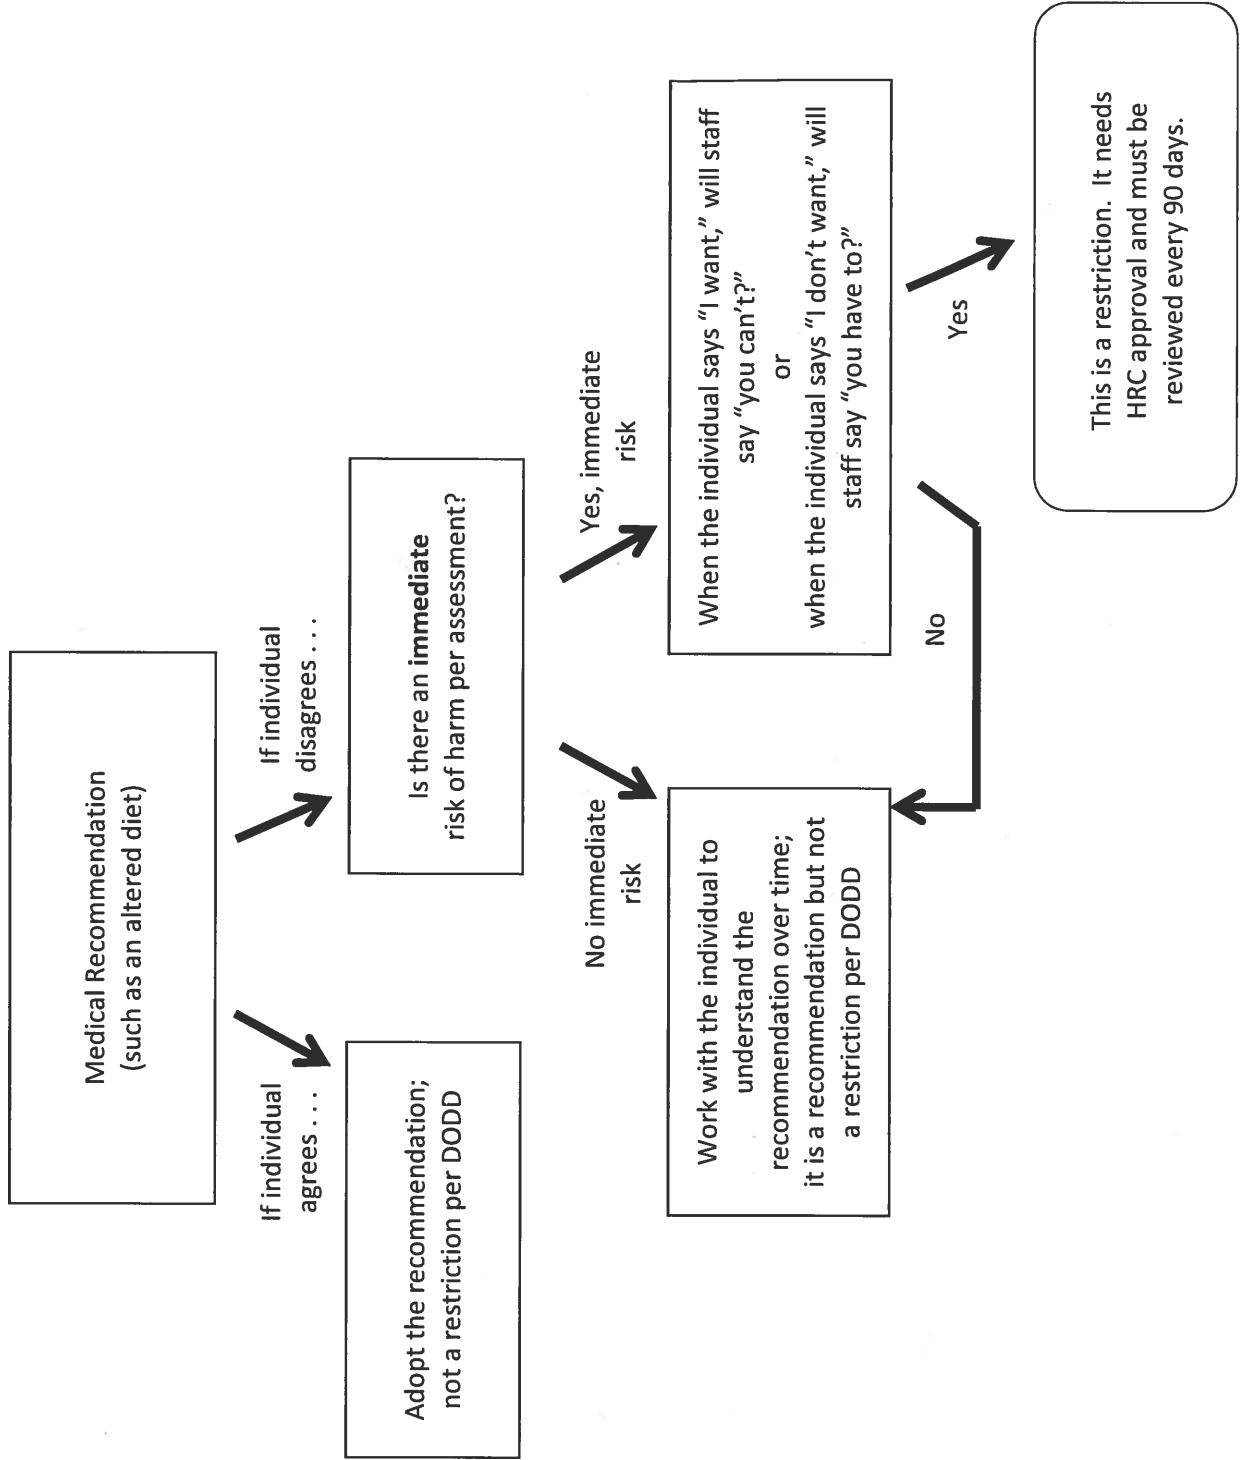 Medical Recommendation
(such as an altered diet)
If individual
agrees . . .
If individual
disagrees . . .
Adopt the recommendation;
not a restriction per DODD
Is there an immediate
risk of harm per assessment?
No immediate
risk
Yes, immediate
risk
Work with the individual to
understand the
recommendation over time;
it is a recommendation but not
a restriction per DODD
When the individual says “I want,” will staff
say “you can't?”
or
when the individual says “I don’t want,” will
staff say “you have to?”
No
Yes
This is a restriction. It needs
HRC approval and must be
reviewed every 90 days.